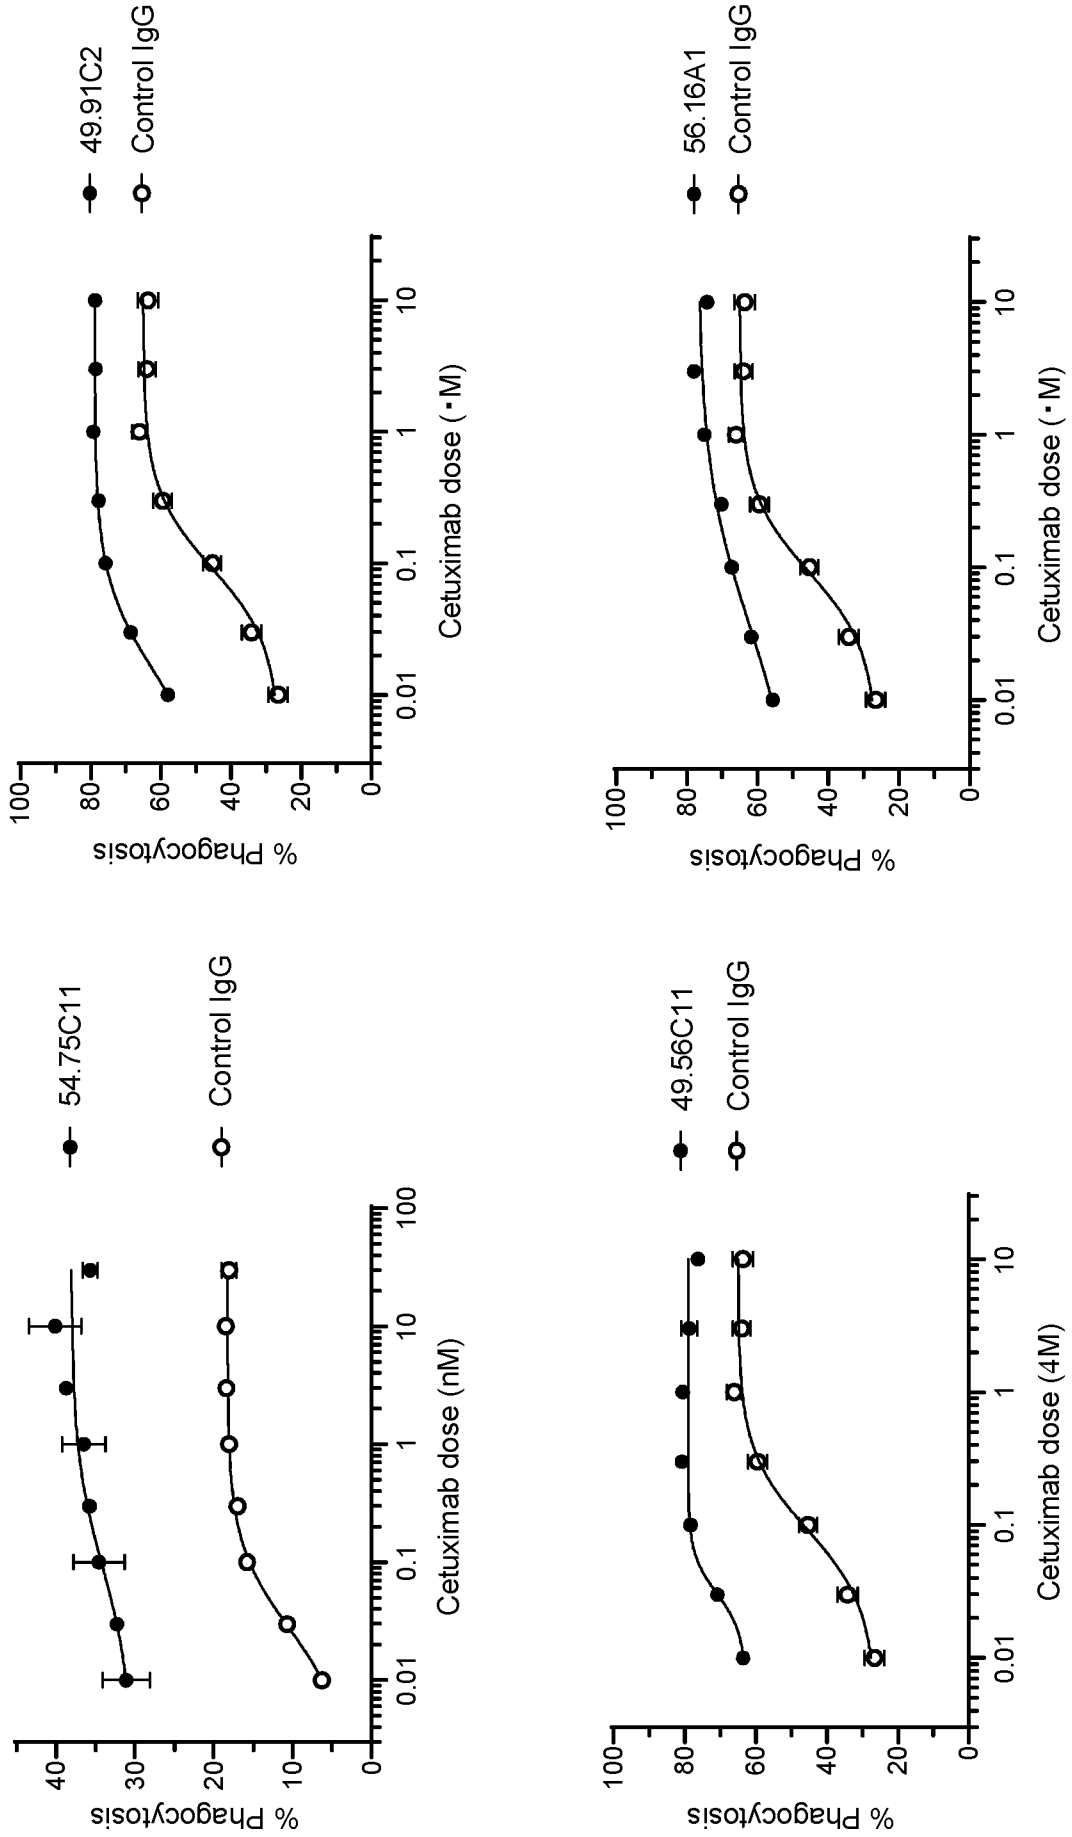 % Phagocytosis
40
30
20
10
0
0.01
0.1
1
10
100
Cetuximab dose (nM)
54.75C11
Control IgG
% Phagocytosis
100
80
60
40
20
0
0.01
0.1
1
10
Cetuximab dose (4M)
49.56C11
Control IgG
% Phagocytosis
100
80
60
40
20
0
0.01
0.1
1
10
Cetuximab dose (·M)
49.91C2
Control IgG
% Phagocytosis
100
80
60
40
20
0
0.01
0.1
1
10
Cetuximab dose (·M)
56.16A1
Control IgG